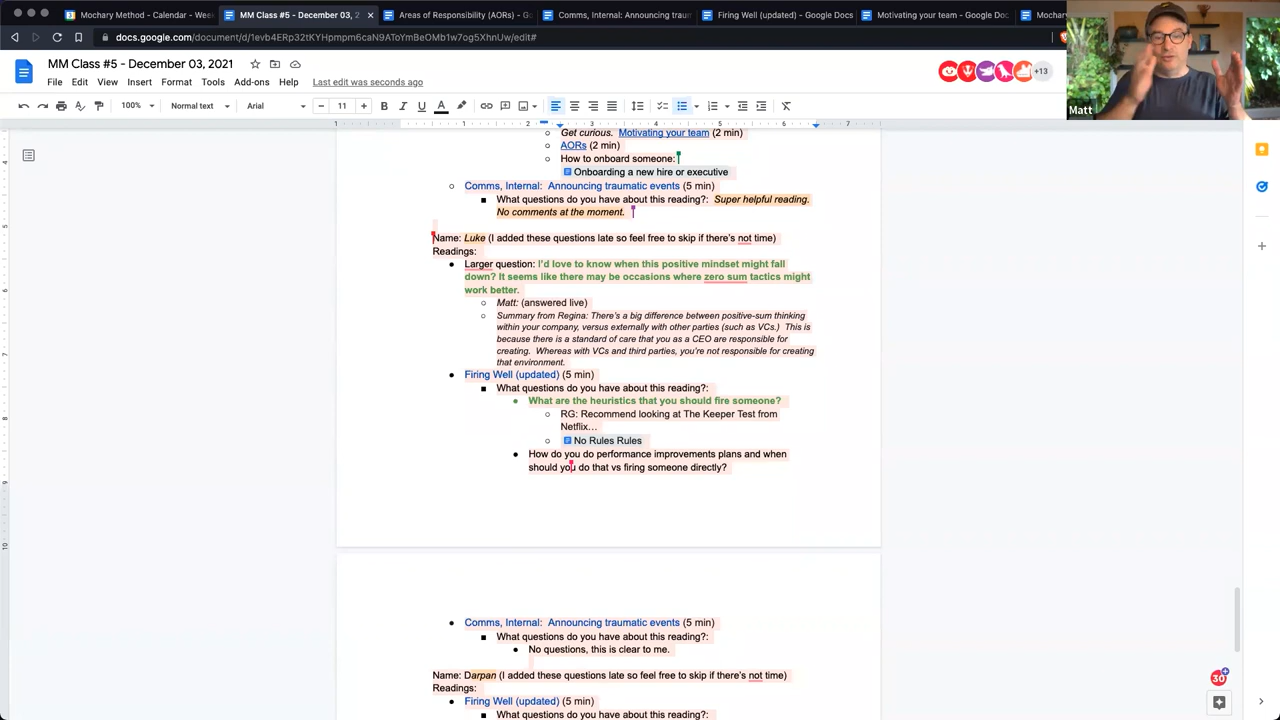 Mochary Method - Calendar - Wee
MM Class #5 - December 03, 2
Areas of Responsibility (AORs) - G
Comms, Internal: Announcing traum
Firing Well (updated) - Google Docs
Motivating your team - Google Doc
Mochar
docs.google.com/document/d/1evb4ERp32tKYHpmpm6caN9AToYmBeOMb1w7og5XhnUw/edit#
MM Class #5 - December 03, 2021
File Edit View Insert Format Tools Add-ons Help Last edit was seconds ago
+13
100% Normal text Arial 11 B I U A
1 1 2 3 4 5 6 7
Matt
Get curious. Motivating your team (2 min)
AORs (2 min)
How to onboard someone:
Onboarding a new hire or executive
Comms, Internal: Announcing traumatic events (5 min)
What questions do you have about this reading?: Super helpful reading.
No comments at the moment.
Name: Luke (I added these questions late so feel free to skip if there's not time)
Readings:
Larger question: I'd love to know when this positive mindset might fall
down? It seems like there may be occasions where zero sum tactics might
work better.
Matt: (answered live)
Summary from Regina: There's a big difference between positive-sum thinking
within your company, versus externally with other parties (such as VCs.) This is
because there is a standard of care that you as a CEO are responsible for
creating. Whereas with VCs and third parties, you're not responsible for creating
that environment.
Firing Well (updated) (5 min)
What questions do you have about this reading?:
What are the heuristics that you should fire someone?
RG: Recommend looking at The Keeper Test from
Netflix…
No Rules Rules
How do you do performance improvements plans and when
should you do that vs firing someone directly?
Comms, Internal: Announcing traumatic events (5 min)
What questions do you have about this reading?:
No questions, this is clear to me.
Name: Darpan (I added these questions late so feel free to skip if there's not time)
Readings:
Firing Well (updated) (5 min)
What questions do you have about this reading?:
30